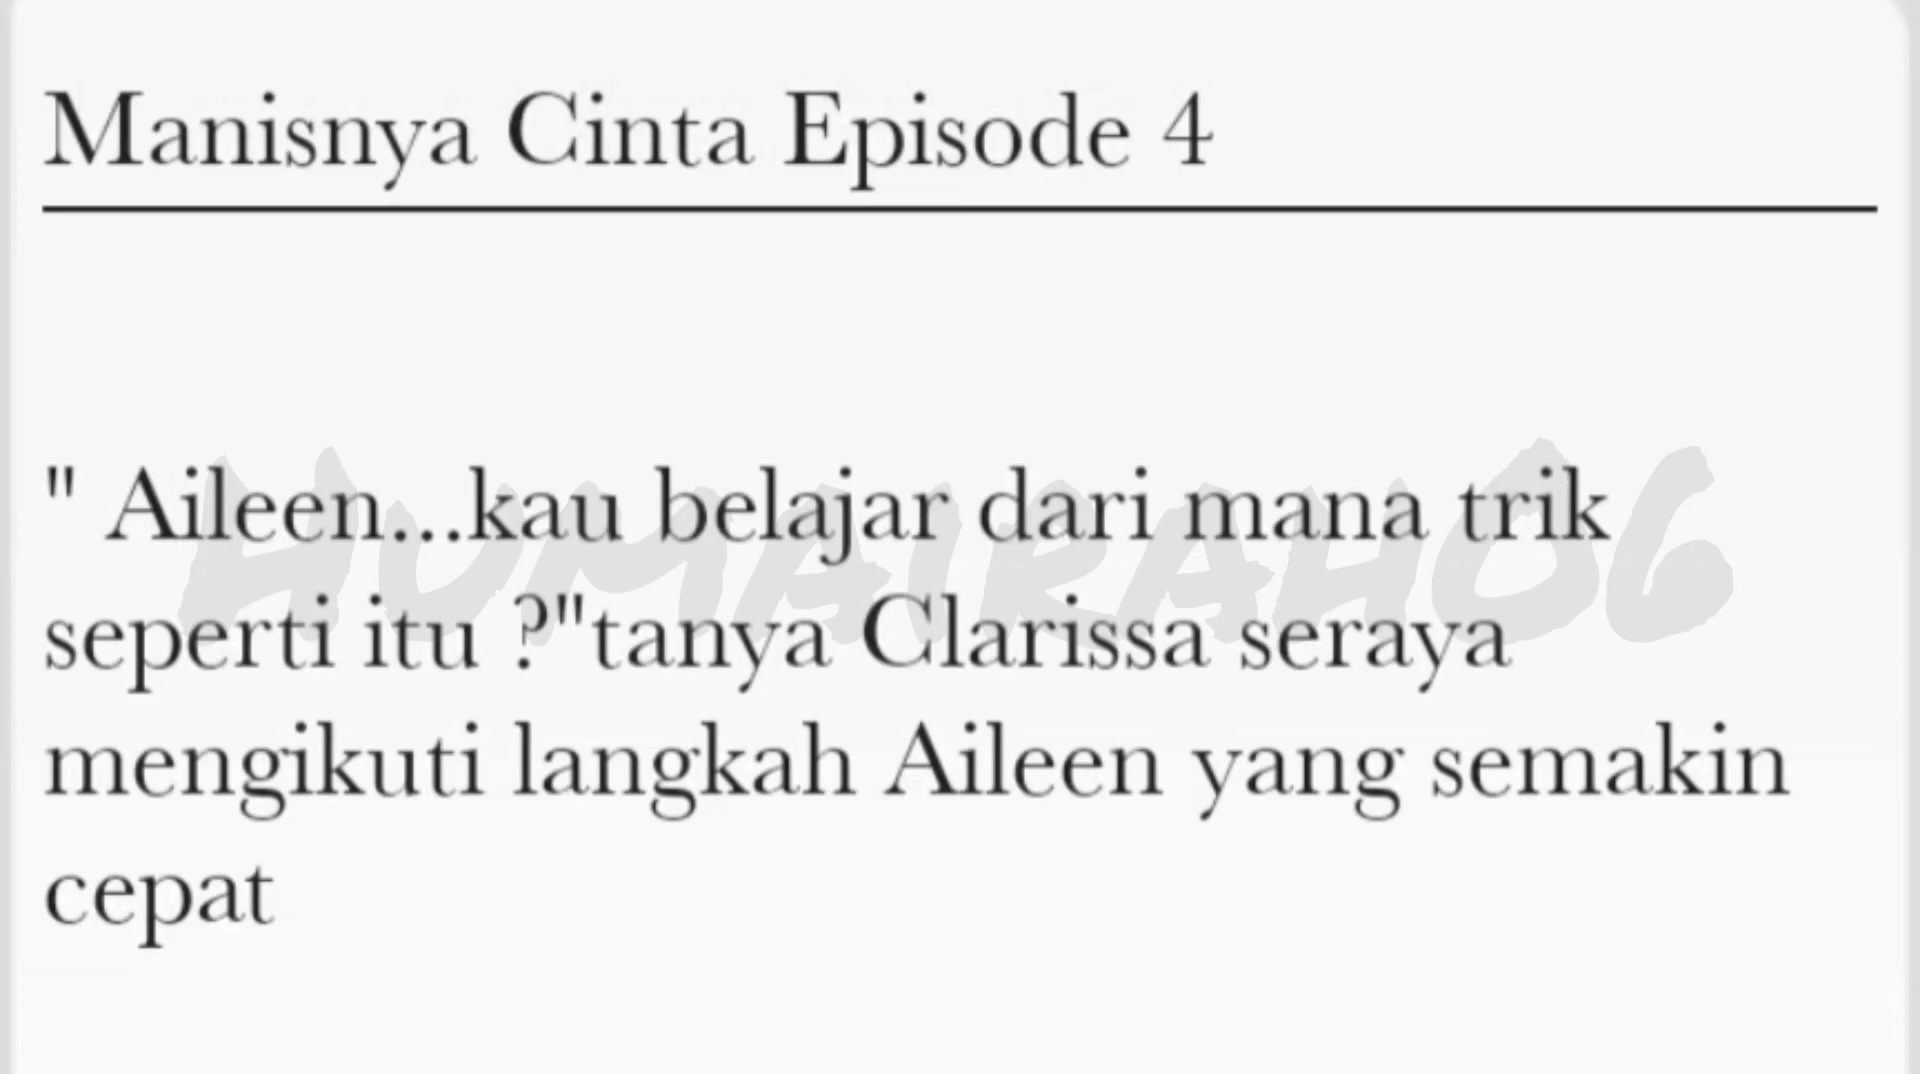 Manisnya Cinta Episode 4
HUMAIRAH06
" Aileen...kau belajar dari mana trik
seperti itu ?"tanya Clarissa seraya
mengikuti langkah Aileen yang semakin
cepat